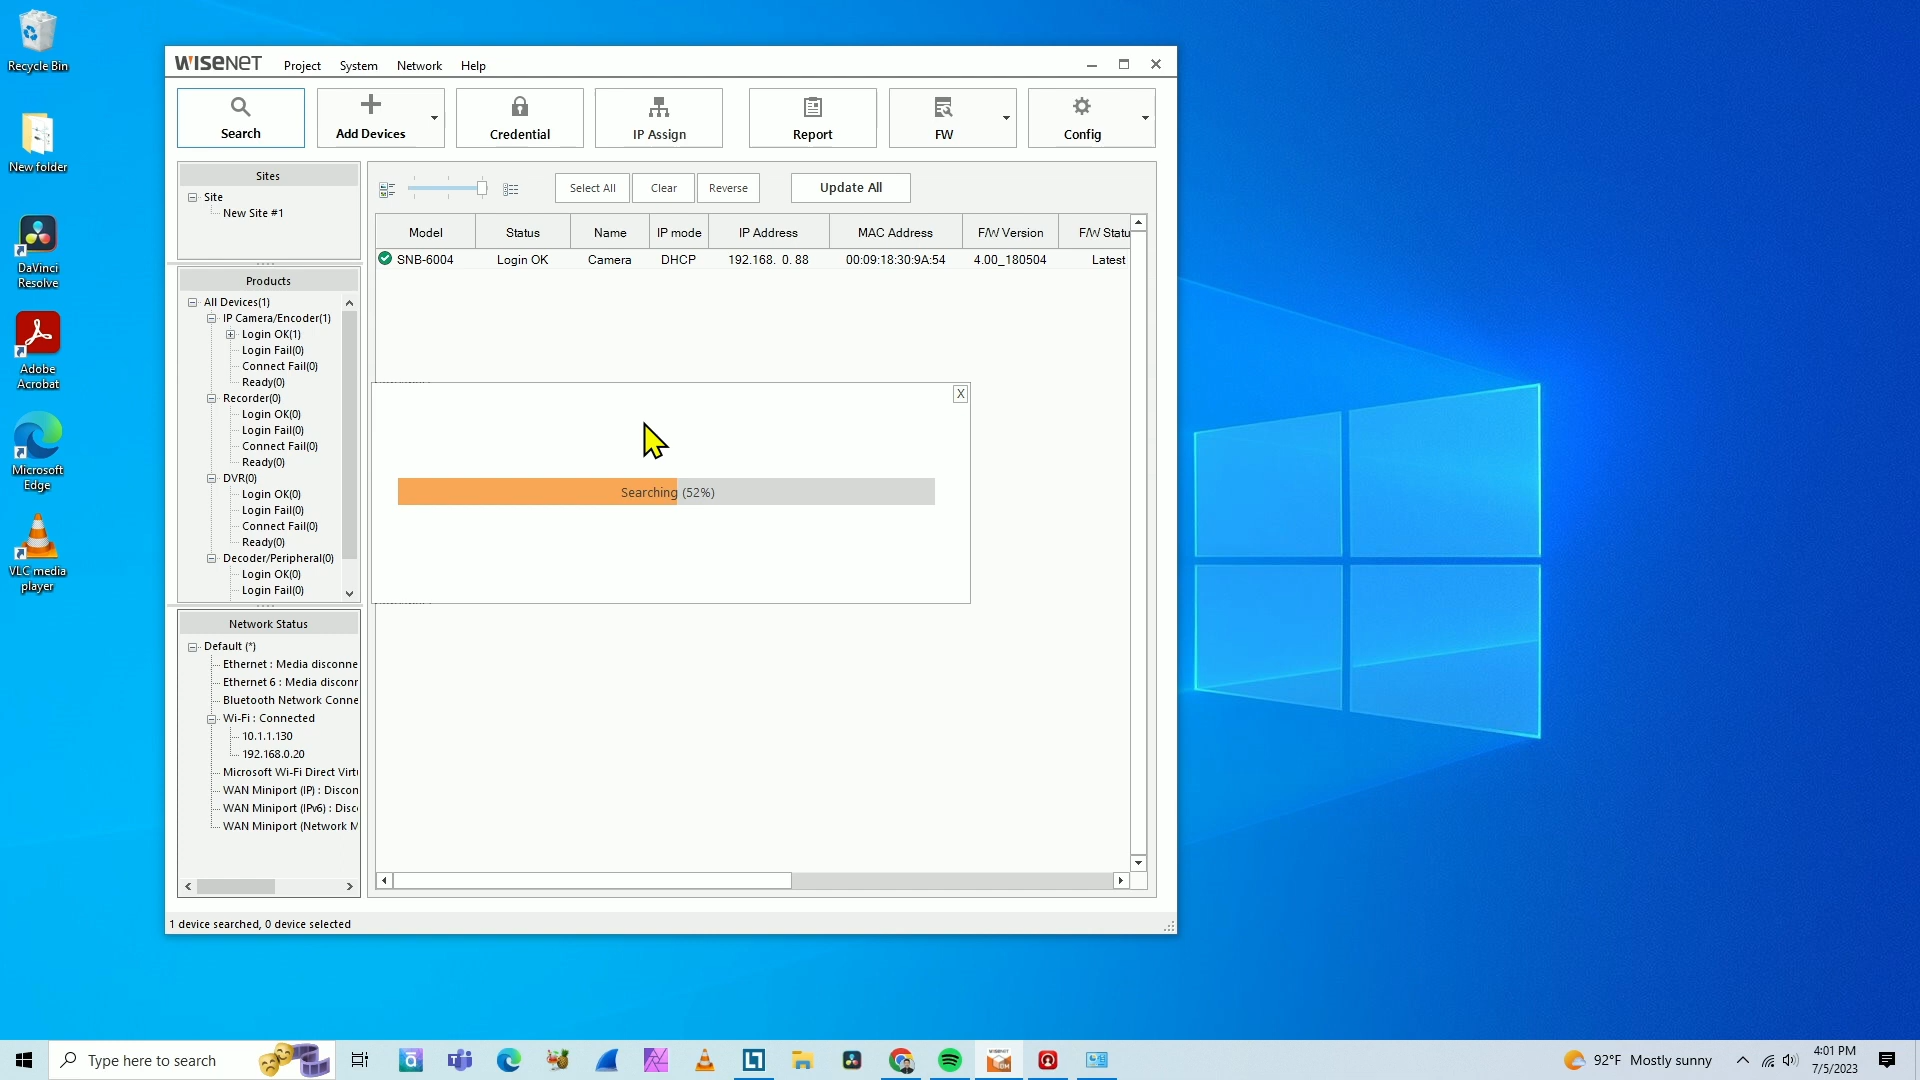 Recycle Bin
New folder
DaVinci
Resolve
Adobe
Acrobat
Microsoft
Edge
VLC media
player
WISENET Project System Network Help
Search Add Devices Credential IP Assign Report FW Config
Sites
Site
New Site #1
Products
All Devices(1)
IP Camera/Encoder(1)
Login OK(1)
Login Fail(0)
Connect Fail(0)
Ready(0)
Recorder(0)
Login OK(0)
Login Fail(0)
Connect Fail(0)
Ready(0)
DVR(0)
Login OK(0)
Login Fail(0)
Connect Fail(0)
Ready(0)
Decoder/Peripheral(0)
Login OK(0)
Login Fail(0)
Network Status
Default (*)
Ethernet : Media disconne
Ethernet 6 : Media disconr
Bluetooth Network Conne
Wi-Fi : Connected
10.1.1.130
192.168.0.20
Microsoft Wi-Fi Direct Virtu
WAN Miniport (IP) : Discon
WAN Miniport (IPv6) : Disc
WAN Miniport (Network M
Select All Clear Reverse Update All
Model Status Name IP mode IP Address MAC Address F/W Version F/W Statu
SNB-6004 Login OK Camera DHCP 192.168. 0. 88 00:09:18:30:9A:54 4.00_180504 Latest
X
Searching (52%)
1 device searched, 0 device selected
Type here to search
92°F Mostly sunny
4:01 PM
7/5/2023